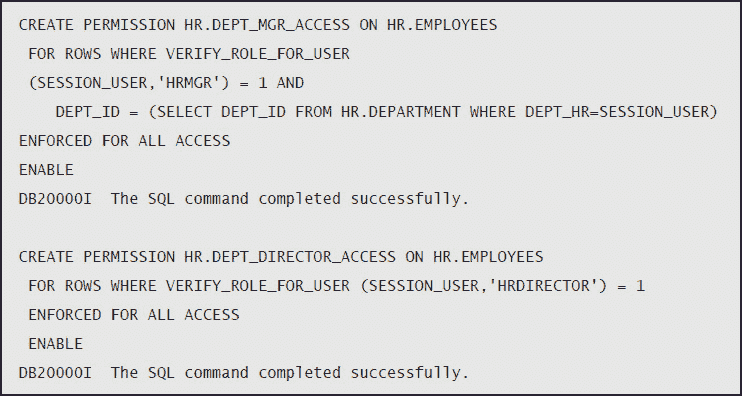 CREATE PERMISSION HR.DEPT_MGR_ACCESS ON HR.EMPLOYEES
FOR ROWS WHERE VERIFY_ROLE_FOR_USER
(SESSION_USER,'HRMGR') = 1 AND
DEPT_ID = (SELECT DEPT_ID FROM HR.DEPARTMENT WHERE DEPT_HR=SESSION_USER)
ENFORCED FOR ALL ACCESS
ENABLE
DB20000I  The SQL command completed successfully.
CREATE PERMISSION HR.DEPT_DIRECTOR_ACCESS ON HR.EMPLOYEES
FOR ROWS WHERE VERIFY_ROLE_FOR_USER (SESSION_USER,'HRDIRECTOR') = 1
ENFORCED FOR ALL ACCESS
ENABLE
DB20000I  The SQL command completed successfully.